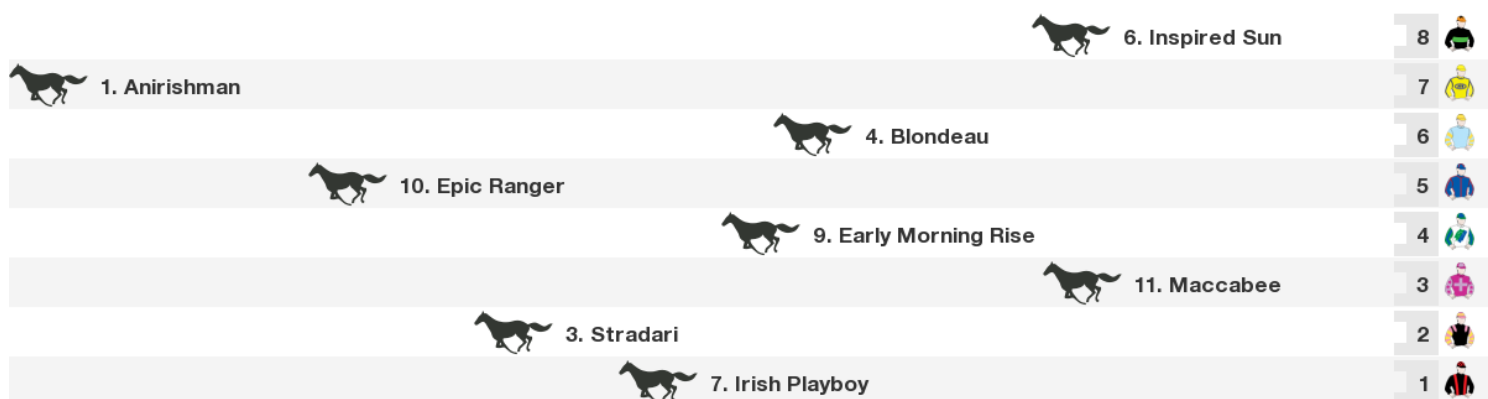 6. Inspired Sun 8
1. Anirishman 7
4. Blondeau 6
10. Epic Ranger 5
9. Early Morning Rise 4
11. Maccabee 3
3. Stradari 2
7. Irish Playboy 1